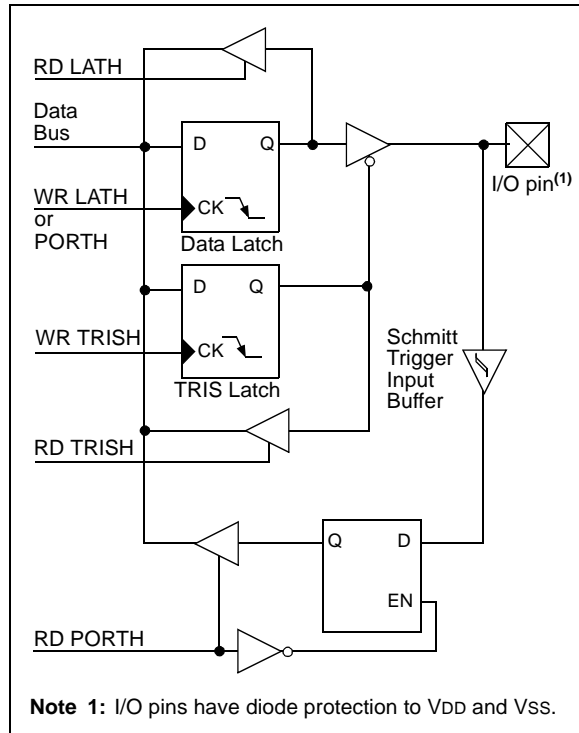 RD LATH
Data
Bus
D
Q
I/O pin(1)
WR LATH
or
PORTH
CK
Data Latch
D
Q
WR TRISH
CK
TRIS Latch
Schmitt
Trigger
Input
Buffer
RD TRISH
Q
D
EN
RD PORTH
Note 1: I/O pins have diode protection to VDD and VSS.